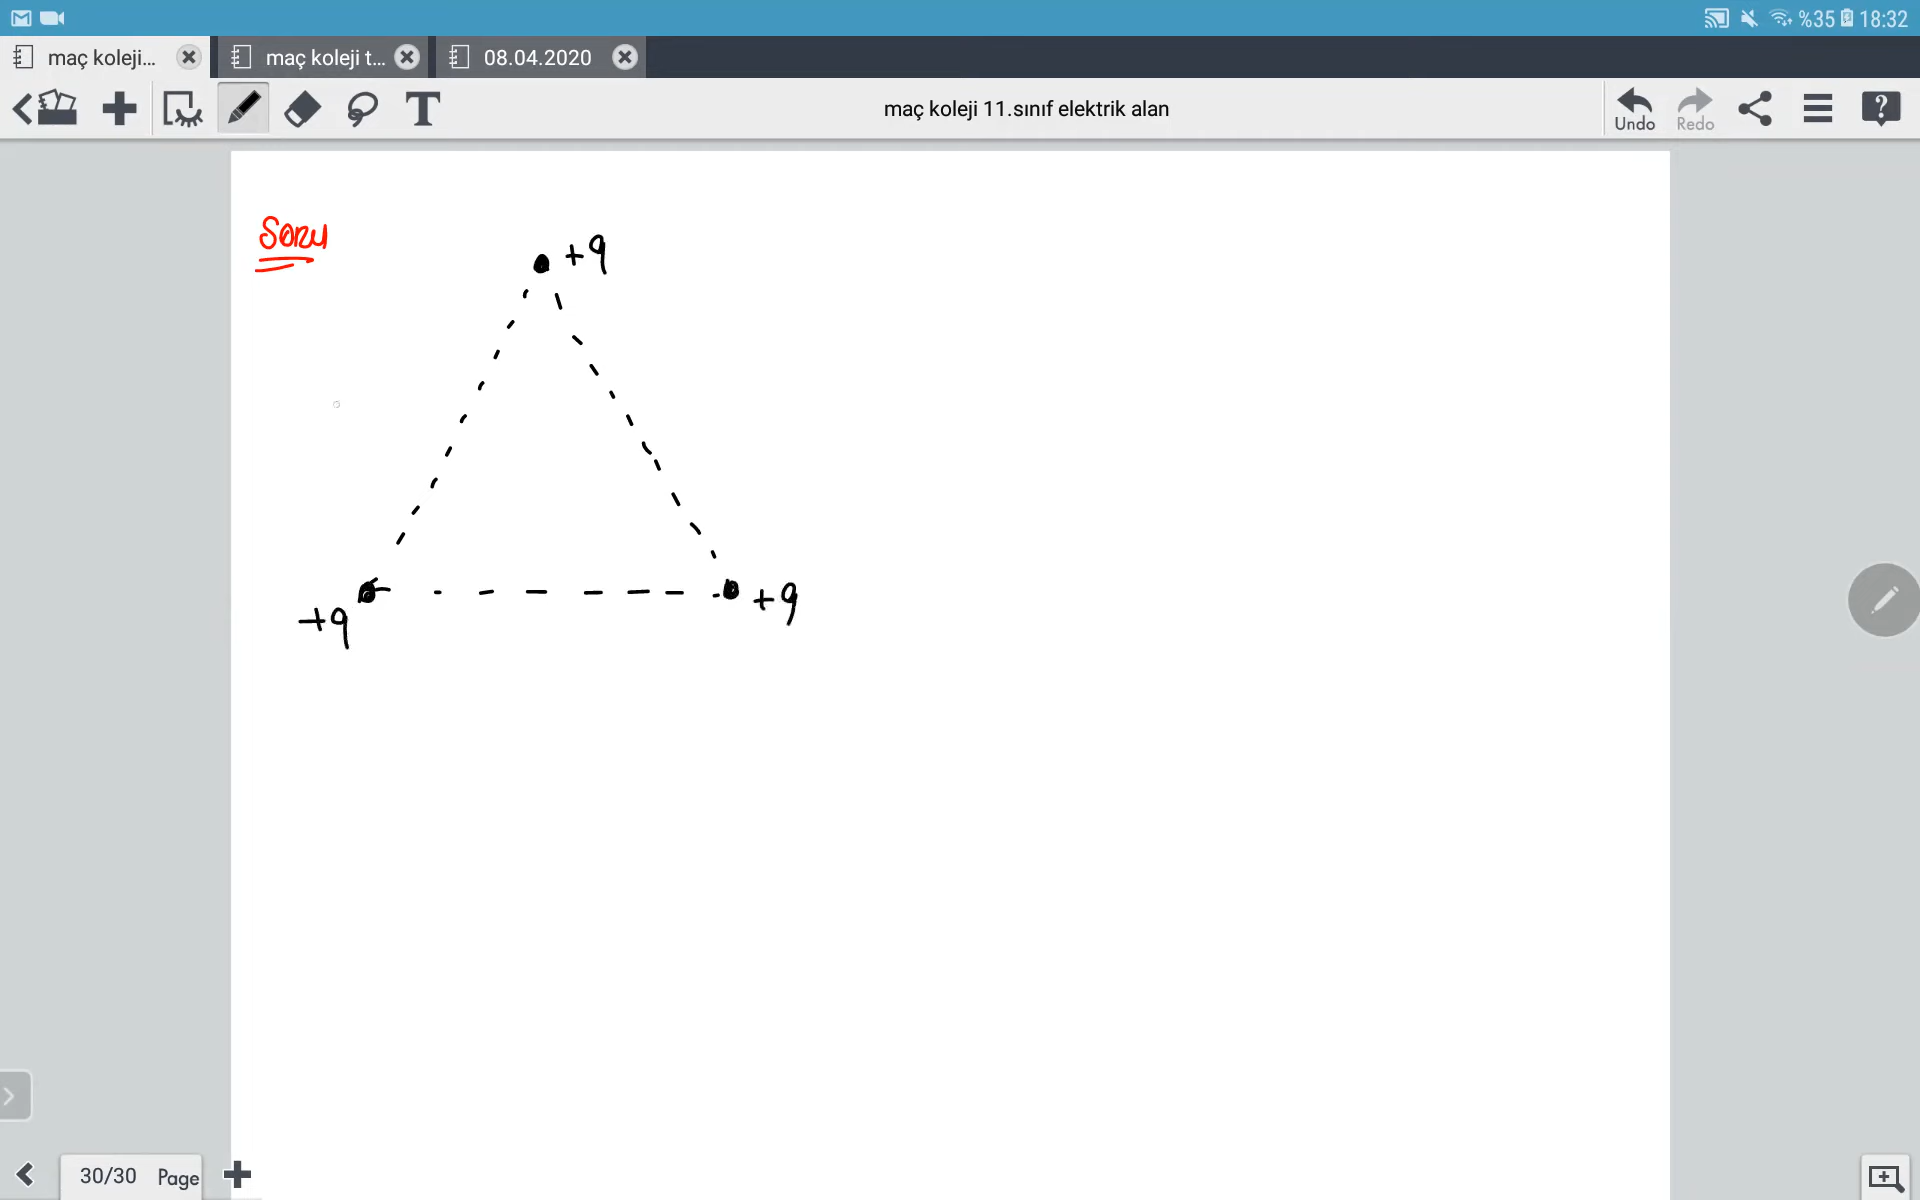 %35 18:32
maç koleji... maç koleji t... 08.04.2020
T maç koleji 11.sınıf elektrik alan Undo Redo ?
Soru
+q
+q
+q
30/30 Page